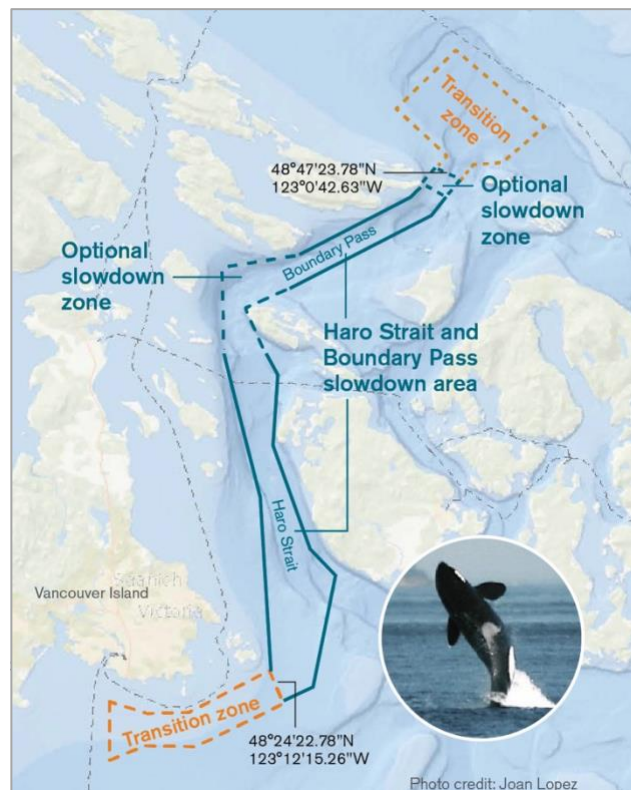 Transition
zone
48°47'23.78"N
123°0'42.63"W
Optional
slowdown
zone
Optional
slowdown
zone
Boundary Pass
Haro Strait and
Boundary Pass
slowdown area
Haro Strait
Vancouver Island
Saanich
Victoria
Transition zone
48°24'22.78"N
123°12'15.26"W
Photo credit: Joan Lopez